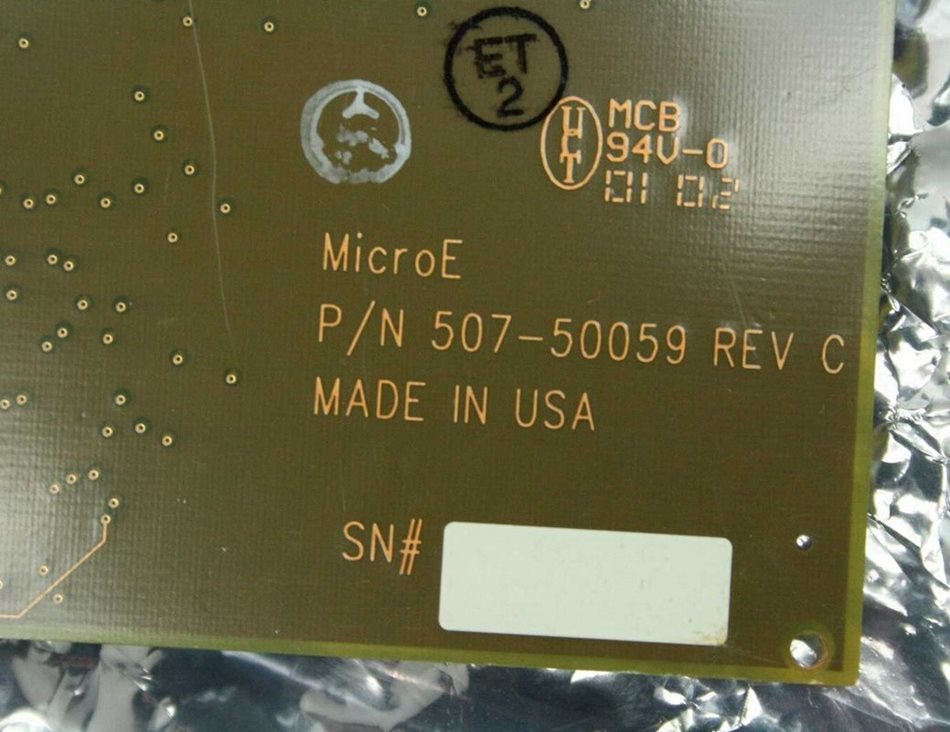 ET
2
MCB
94V-0
01 02
MicroE
P/N 507-50059 REV C
MADE IN USA
SN#